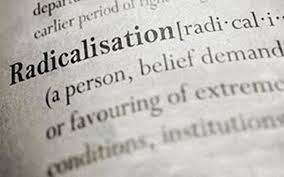 earlier period of
Radicalisation [radi·cal·i·
(a person, belief demand
or favouring of extreme
conditions, institutions